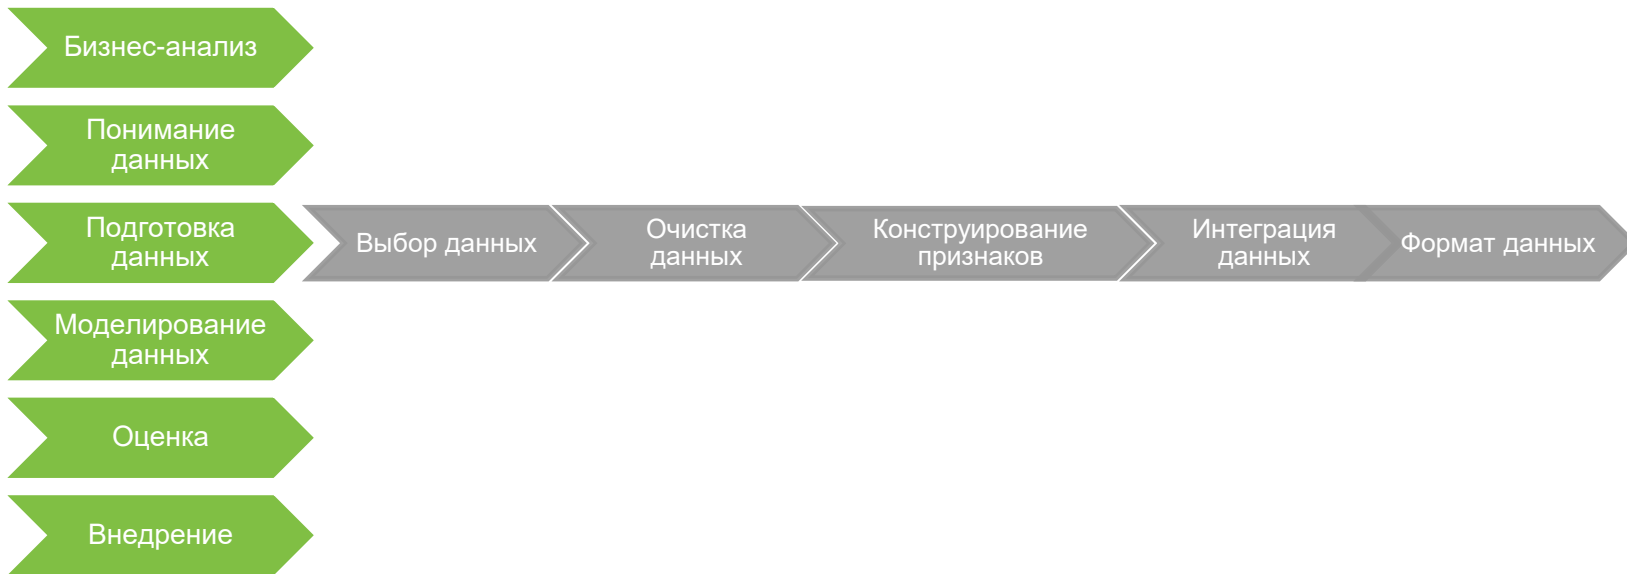 Бизнес-анализ
Понимание
данных
Подготовка
данных
Выбор данных
Очистка
данных
Конструирование
признаков
Интеграция
данных
Формат данных
Моделирование
данных
Оценка
Внедрение